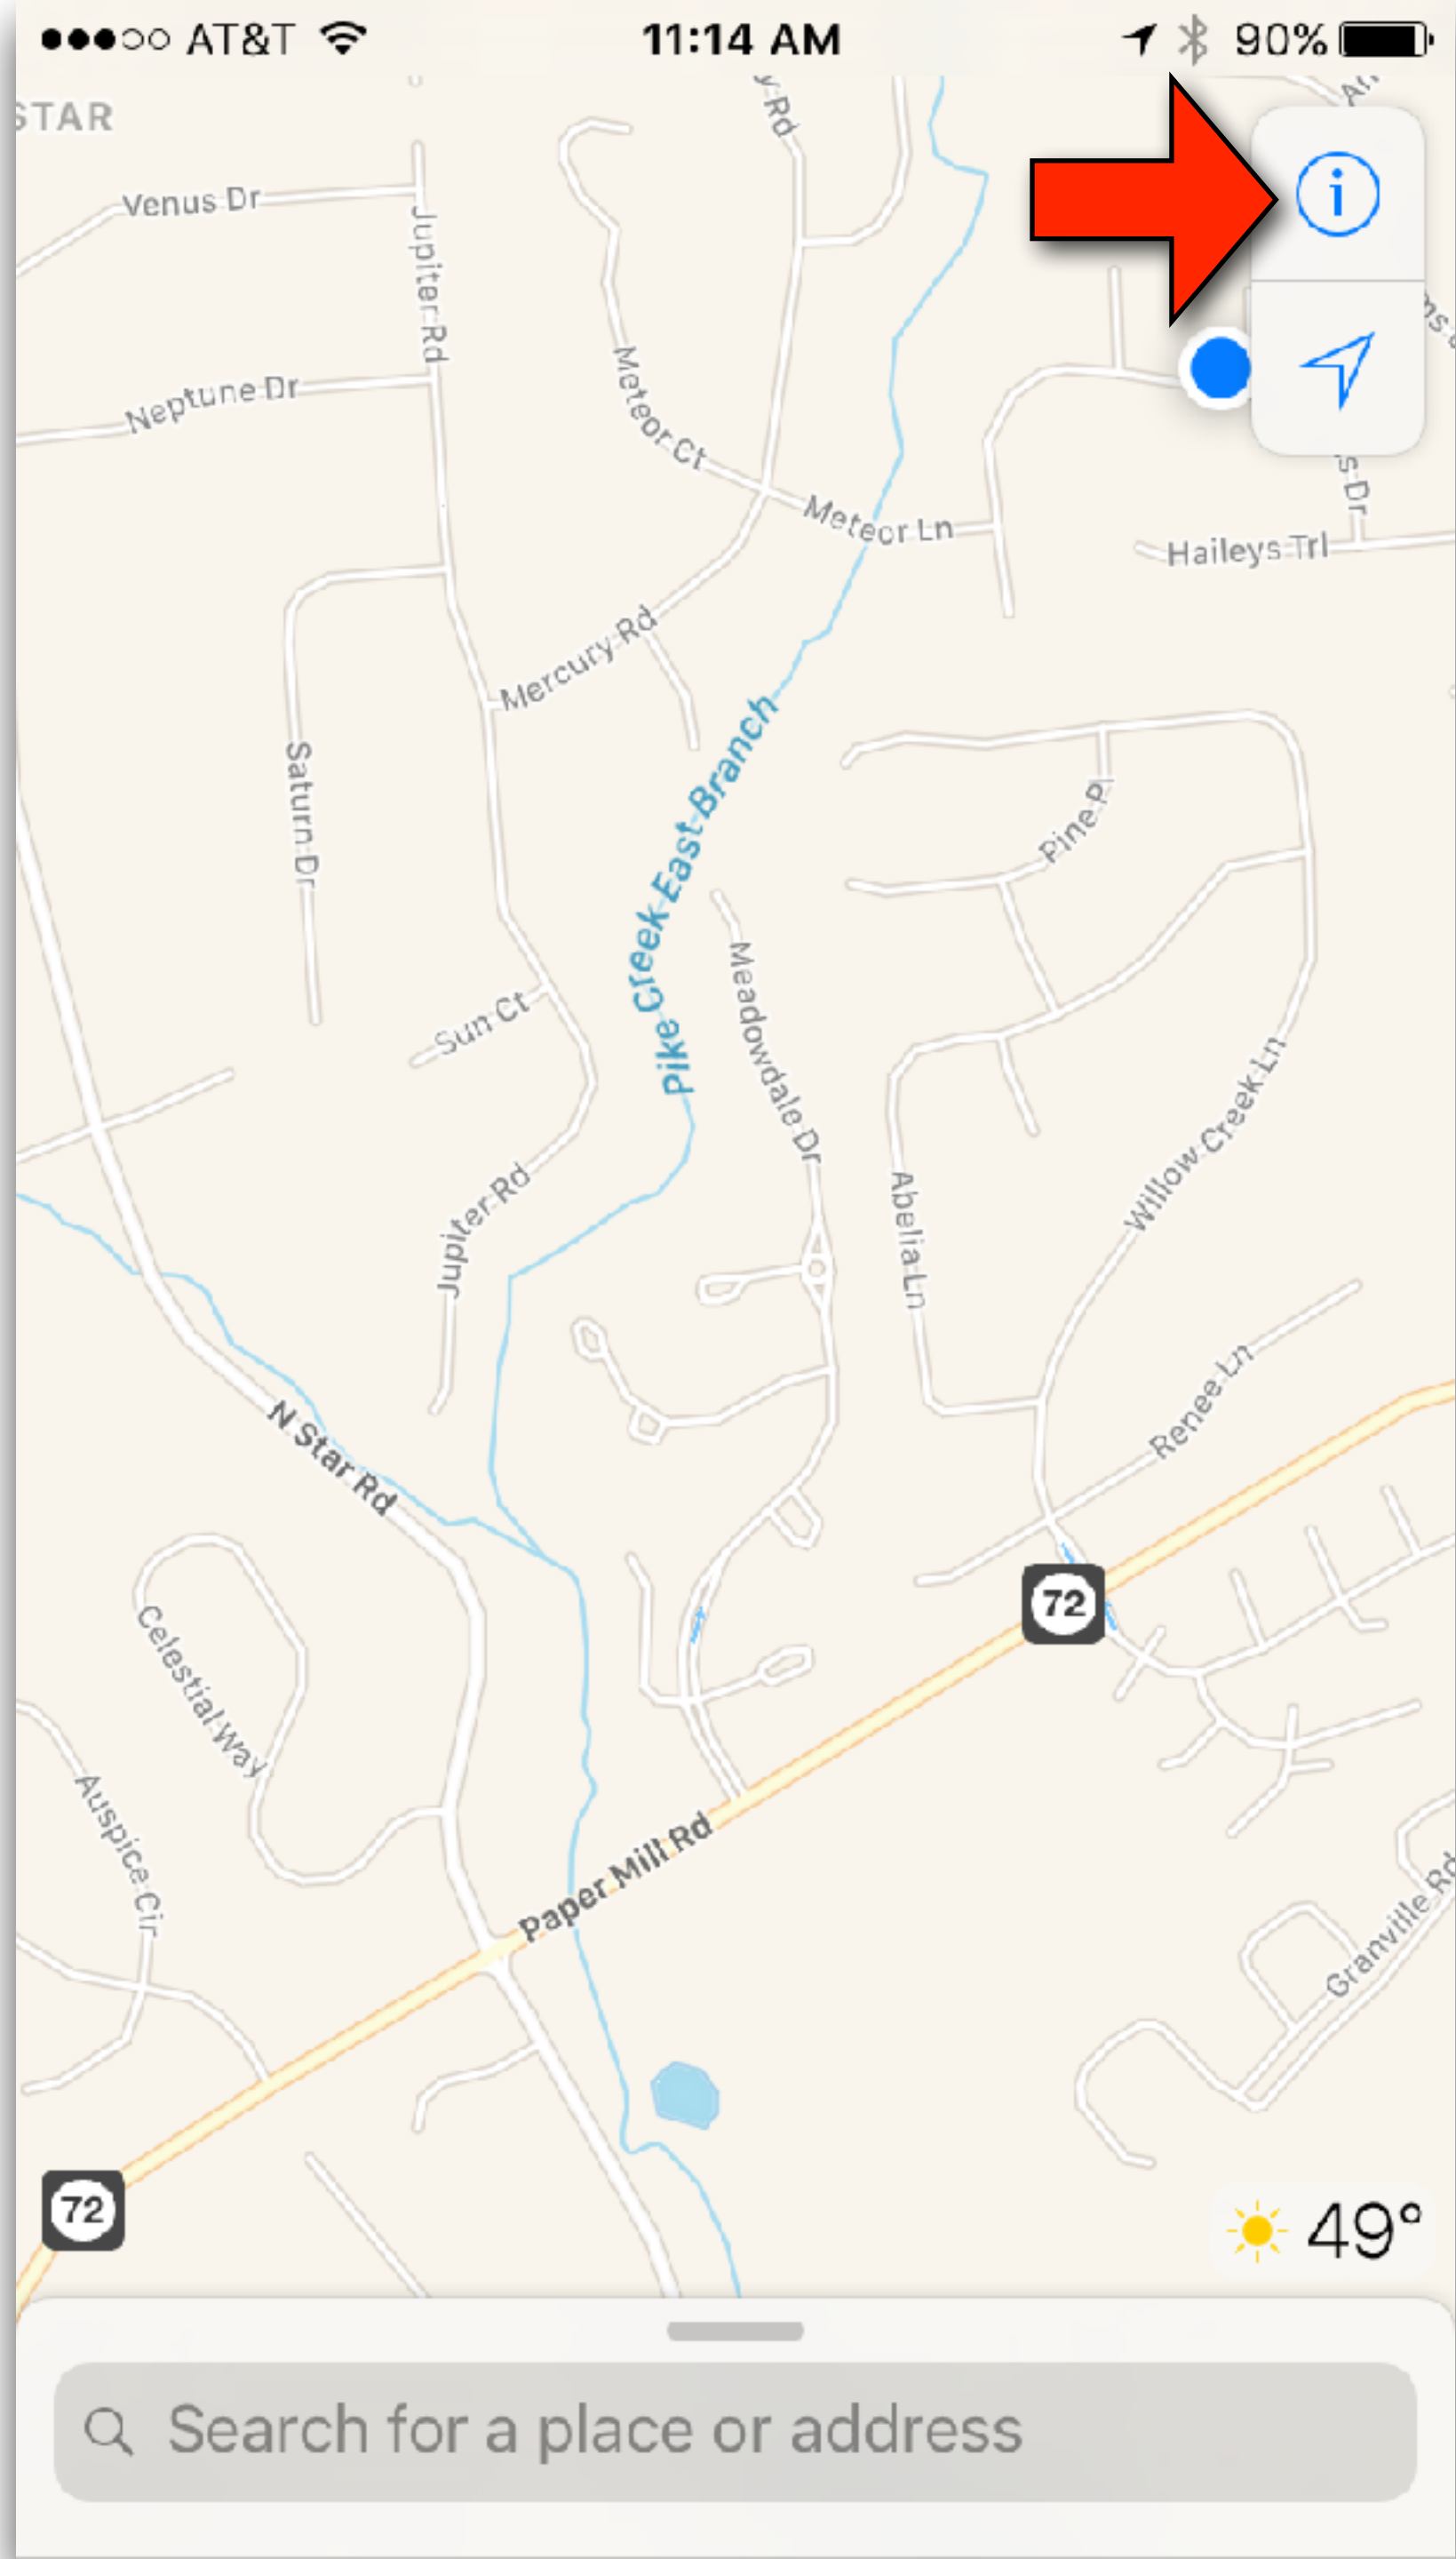 AT&T
11:14 AM
90%
STAR
y Rd
Venus Dr
Jupiter Rd
i
Neptune Dr
Meteor Ct
Meteor Ln
s Dr
Haileys Trl
Mercury Rd
Saturn Dr
Pike Creek East Branch
Pine Pl
Sun Ct
Meadowdale Dr
Jupiter Rd
Abelia Ln
Willow Creek Ln
Renee Ln
N Star Rd
72
Celestial Way
Auspice Cir
Paper Mill Rd
Granville Rd
72
49°
Search for a place or address